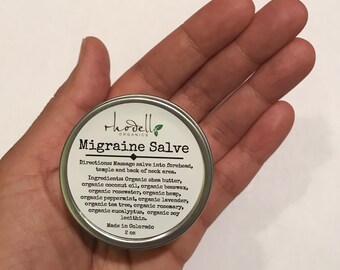 rhodell
ORGANICS
Migraine Salve
Directions: Massage salve into forehead,
temple and back of neck area.
Ingredients: Organic shea butter,
organic coconut oil, organic beeswax,
organic rosewater, organic hemp,
organic peppermint, organic lavender,
organic tea tree, organic rosemary,
organic eucalyptus, organic soy
lecithin.
Made in Colorado
2 oz